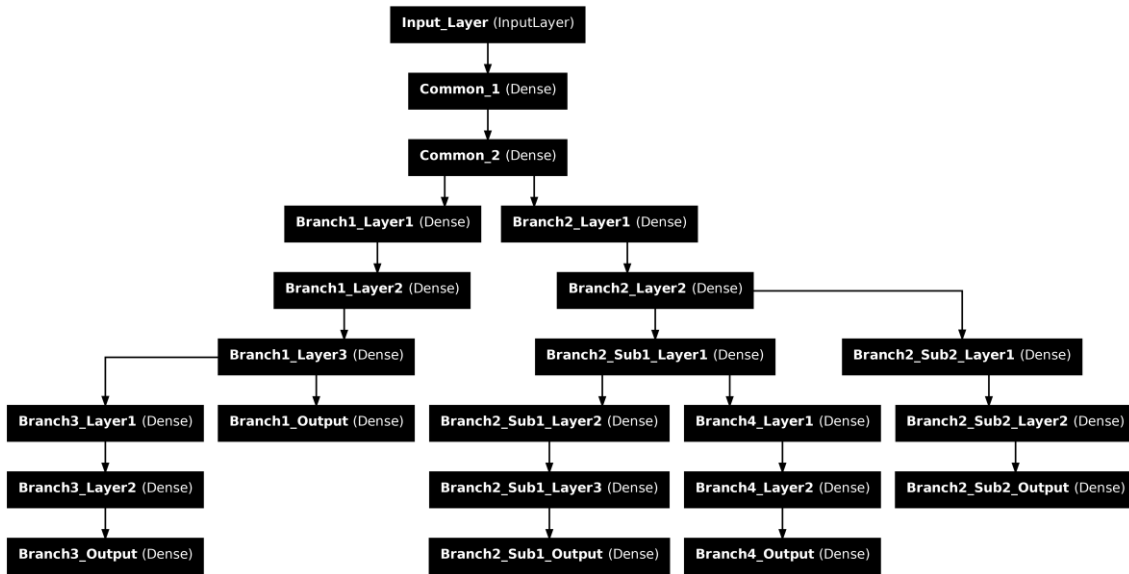 Input_Layer (InputLayer)
Common_1 (Dense)
Common_2 (Dense)
Branch1_Layer1 (Dense)
Branch2_Layer1 (Dense)
Branch1_Layer2 (Dense)
Branch2_Layer2 (Dense)
Branch1_Layer3 (Dense)
Branch2_Sub1_Layer1 (Dense)
Branch2_Sub2_Layer1 (Dense)
Branch3_Layer1 (Dense)
Branch1_Output (Dense)
Branch2_Sub1_Layer2 (Dense)
Branch4_Layer1 (Dense)
Branch2_Sub2_Layer2 (Dense)
Branch3_Layer2 (Dense)
Branch2_Sub1_Layer3 (Dense)
Branch4_Layer2 (Dense)
Branch2_Sub2_Output (Dense)
Branch3_Output (Dense)
Branch2_Sub1_Output (Dense)
Branch4_Output (Dense)